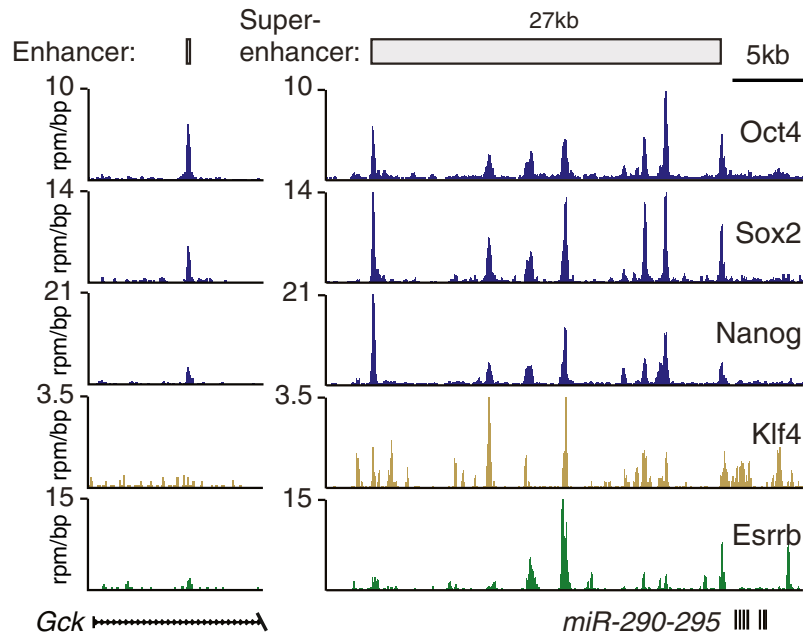 Enhancer:
Super-
enhancer:
27kb
5kb
10
rpm/bp
10
Oct4
14
rpm/bp
14
Sox2
21
rpm/bp
21
Nanog
3.5
rpm/bp
3.5
Klf4
15
rpm/bp
15
Esrrb
Gck
miR-290-295